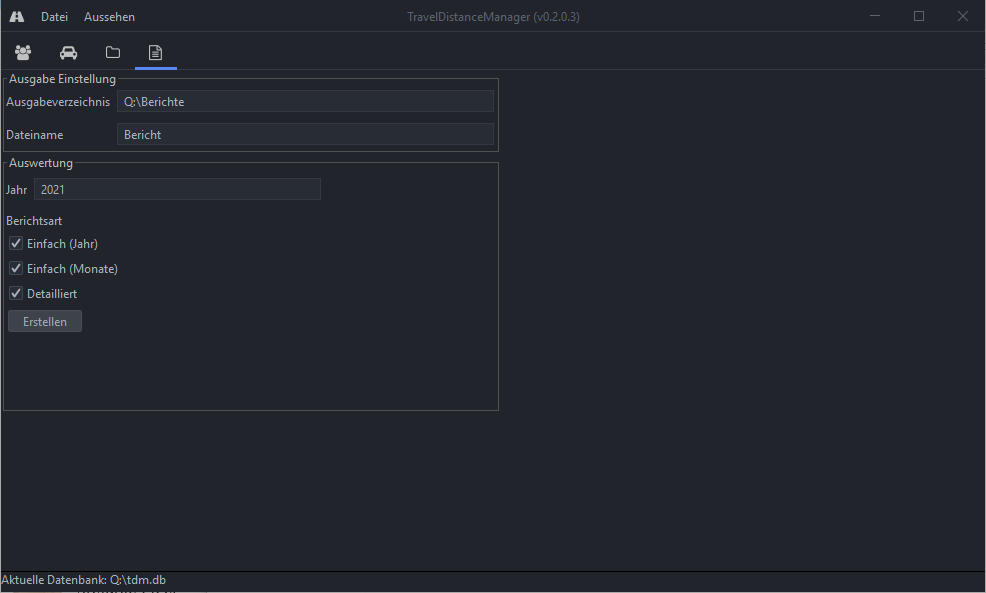 Datei Aussehen TravelDistanceManager (v0.2.0.3)
Ausgabe Einstellung
Ausgabeverzeichnis Q:\Berichte
Dateiname Bericht
Auswertung
Jahr 2021
Berichtsart
Einfach (Jahr)
Einfach (Monate)
Detailliert
Erstellen
Aktuelle Datenbank: Q:\tdm.db